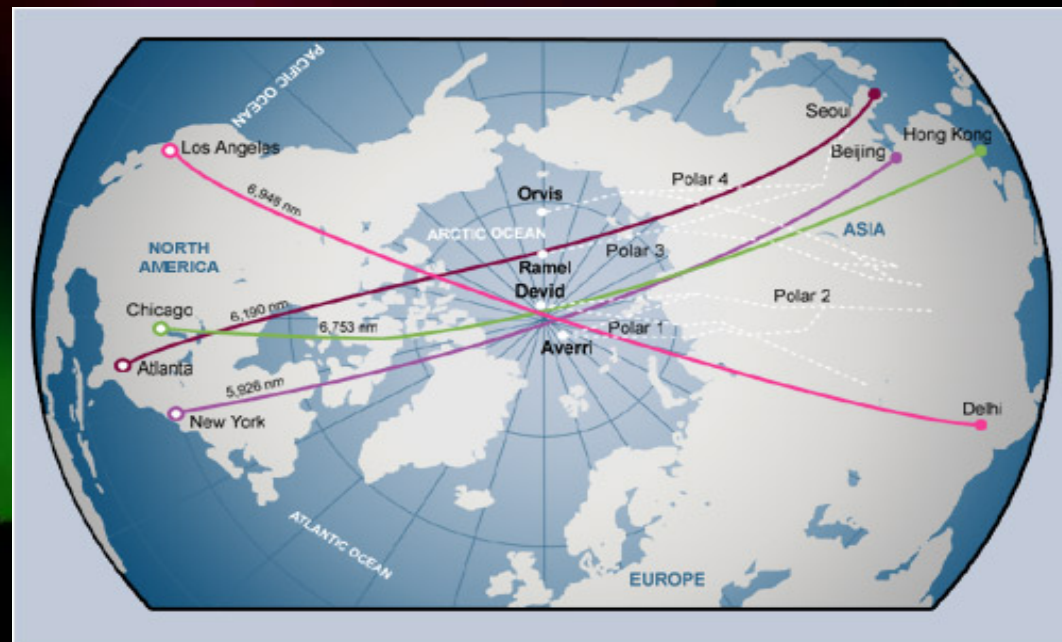 PACIFIC OCEAN
Seoul
Los Angeles
Hong Kong
Beijing
Polar 4
6,948 nm
Orvis
ARCTIC OCEAN
ASIA
NORTH
AMERICA
Polar 3
Ramel
Devid
Polar 2
Chicago
6,190 nm
6,753 nm
Polar 1
Averri
Atlanta
5,926 nm
New York
Delhi
ATLANTIC OCEAN
EUROPE